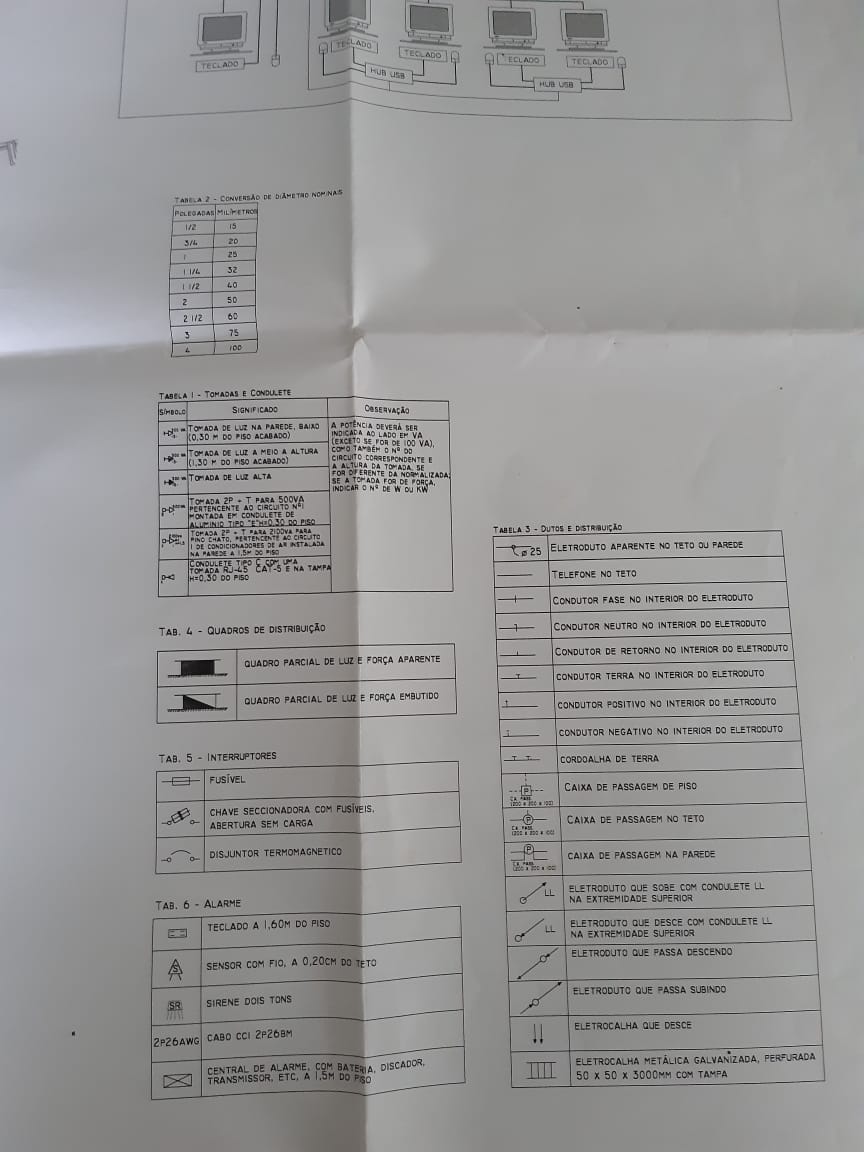 TECLADO
TECLADO
TECLADO
TECLADO
TECLADO
HUB USB
HUB USB
TABELA 2 - CONVERSÃO DE DIÂMETRO NOMINAIS
POLEGADAS MILÍMETROS
1/2 15
3/4 20
1 25
1 1/4 32
1 1/2 40
2 50
2 1/2 60
3 75
4 100
TABELA 1 - TOMADAS E CONDULETE
SÍMBOLO SIGNIFICADO OBSERVAÇÃO
TOMADA DE LUZ NA PAREDE, BAIXO
(0,30 M DO PISO ACABADO)
TOMADA DE LUZ A MEIO A ALTURA
(1,30 M DO PISO ACABADO)
TOMADA DE LUZ ALTA
TOMADA 2P + T PARA 500VA
PERTENCENTE AO CIRCUITO Nº1
MONTADA EM CONDULETE DE
ALUMÍNIO TIPO "E"H=0,30 DO PISO
TOMADA 2P + T PARA 2100VA PARA
PINO CHATO, PERTENCENTE AO CIRCUITO
1 DE CONDICIONADORES DE AR INSTALADA
NA PAREDE A 1,5M DO PISO
CONDULETE TIPO C COM UMA
TOMADA RJ-45 CAT-5 E NA TAMPA
H=0,30 DO PISO
A POTÊNCIA DEVERÁ SER
INDICADA AO LADO EM VA
(EXCETO SE FOR DE 100 VA),
COMO TAMBÉM O Nº DO
CIRCUITO CORRESPONDENTE E
A ALTURA DA TOMADA, SE
FOR DIFERENTE DA NORMALIZADA;
SE A TOMADA FOR DE FORÇA,
INDICAR O Nº DE W OU KW
TAB. 4 - QUADROS DE DISTRIBUIÇÃO
QUADRO PARCIAL DE LUZ E FORÇA APARENTE
QUADRO PARCIAL DE LUZ E FORÇA EMBUTIDO
TAB. 5 - INTERRUPTORES
FUSÍVEL
CHAVE SECCIONADORA COM FUSÍVEIS,
ABERTURA SEM CARGA
DISJUNTOR TERMOMAGNETICO
TAB. 6 - ALARME
TECLADO A 1,60M DO PISO
S SENSOR COM FIO, A 0,20CM DO TETO
SR SIRENE DOIS TONS
2P26AWG CABO CCI 2P26BM
CENTRAL DE ALARME, COM BATERIA, DISCADOR,
TRANSMISSOR, ETC, A 1,5M DO PISO
TABELA 3 - DUTOS E DISTRIBUIÇÃO
ø 25 ELETRODUTO APARENTE NO TETO OU PAREDE
TELEFONE NO TETO
CONDUTOR FASE NO INTERIOR DO ELETRODUTO
CONDUTOR NEUTRO NO INTERIOR DO ELETRODUTO
CONDUTOR DE RETORNO NO INTERIOR DO ELETRODUTO
CONDUTOR TERRA NO INTERIOR DO ELETRODUTO
CONDUTOR POSITIVO NO INTERIOR DO ELETRODUTO
CONDUTOR NEGATIVO NO INTERIOR DO ELETRODUTO
CORDOALHA DE TERRA
P CAIXA DE PASSAGEM DE PISO
CX. PASS.
(200 x 200 x 100)
P CAIXA DE PASSAGEM NO TETO
CX. PASS.
(200 x 200 x 100)
P CAIXA DE PASSAGEM NA PAREDE
CX. PASS.
(200 x 200 x 100)
LL ELETRODUTO QUE SOBE COM CONDULETE LL
NA EXTREMIDADE SUPERIOR
LL ELETRODUTO QUE DESCE COM CONDULETE LL
NA EXTREMIDADE SUPERIOR
ELETRODUTO QUE PASSA DESCENDO
ELETRODUTO QUE PASSA SUBINDO
ELETROCALHA QUE DESCE
ELETROCALHA METÁLICA GALVANIZADA, PERFURADA
50 X 50 X 3000MM COM TAMPA